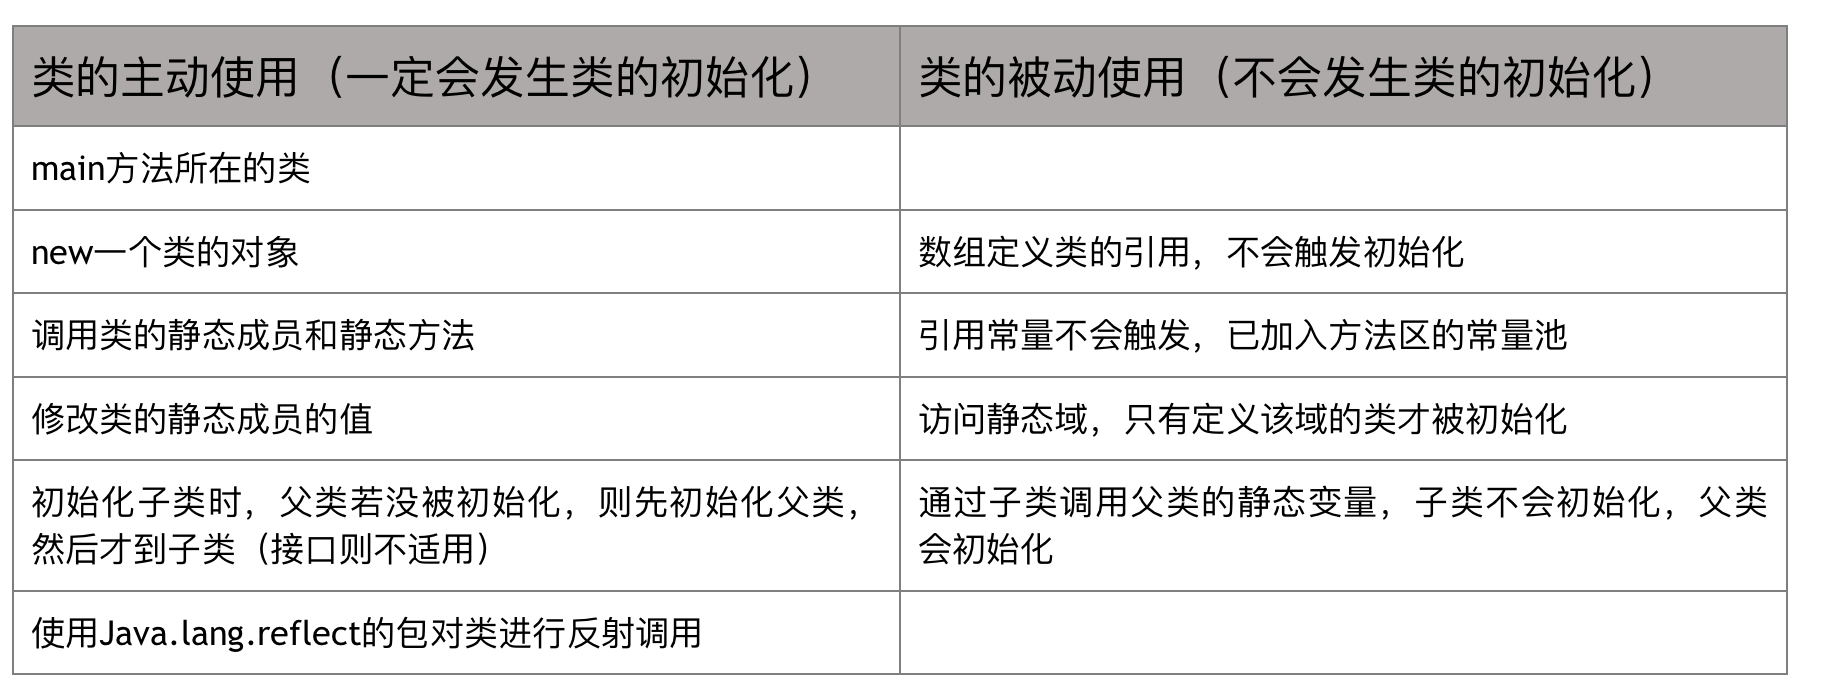 类的主动使用（一定会发生类的初始化）
类的被动使用（不会发生类的初始化）
main方法所在的类
new一个类的对象
数组定义类的引用，不会触发初始化
调用类的静态成员和静态方法
引用常量不会触发，已加入方法区的常量池
修改类的静态成员的值
访问静态域，只有定义该域的类才被初始化
初始化子类时，父类若没被初始化，则先初始化父类，
然后才到子类（接口则不适用）
通过子类调用父类的静态变量，子类不会初始化，父类
会初始化
使用Java.lang.reflect的包对类进行反射调用